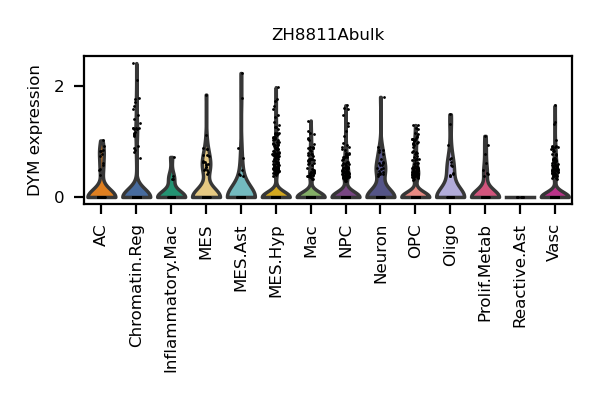 ZH8811Abulk
DYM expression
2
0
AC
Chromatin.Reg
Inflammatory.Mac
MES
MES.Ast
MES.Hyp
Mac
NPC
Neuron
OPC
Oligo
Prolif.Metab
Reactive.Ast
Vasc